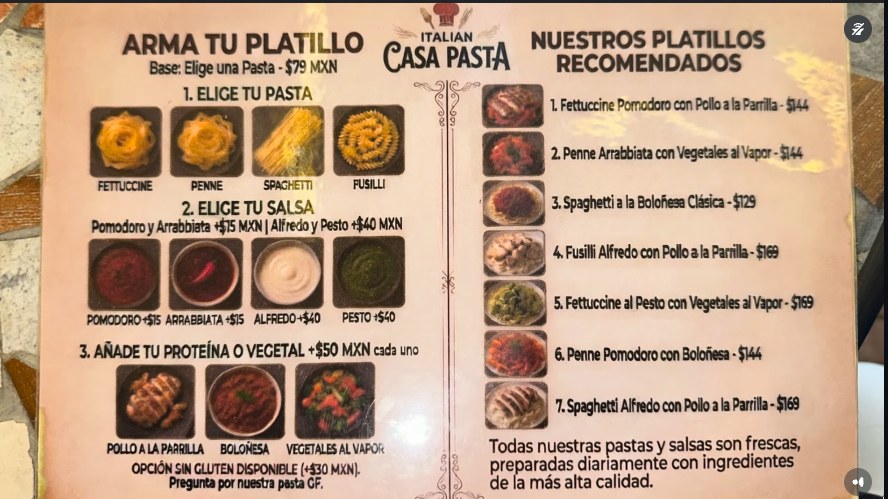 ITALIAN
CASA PASTA
ARMA TU PLATILLO
Base: Elige una Pasta - $79 MXN
1. ELIGE TU PASTA
FETTUCCINE
PENNE
SPAGHETTI
FUSILLI
2. ELIGE TU SALSA
Pomodoro y Arrabbiata +$15 MXN | Alfredo y Pesto +$40 MXN
POMODORO +$15
ARRABBIATA +$15
ALFREDO +$40
PESTO +$40
3. AÑADE TU PROTEÍNA O VEGETAL +$50 MXN cada uno
POLLO A LA PARRILLA
BOLOÑESA
VEGETALES AL VAPOR
OPCIÓN SIN GLUTEN DISPONIBLE (+$30 MXN).
Pregunta por nuestra pasta GF.
NUESTROS PLATILLOS
RECOMENDADOS
1. Fettuccine Pomodoro con Pollo a la Parrilla - $144
2. Penne Arrabbiata con Vegetales al Vapor - $144
3. Spaghetti a la Boloñesa Clásica - $129
4. Fusilli Alfredo con Pollo a la Parrilla - $169
5. Fettuccine al Pesto con Vegetales al Vapor - $169
6. Penne Pomodoro con Boloñesa - $144
7. Spaghetti Alfredo con Pollo a la Parrilla - $169
Todas nuestras pastas y salsas son frescas,
preparadas diariamente con ingredientes
de la más alta calidad.